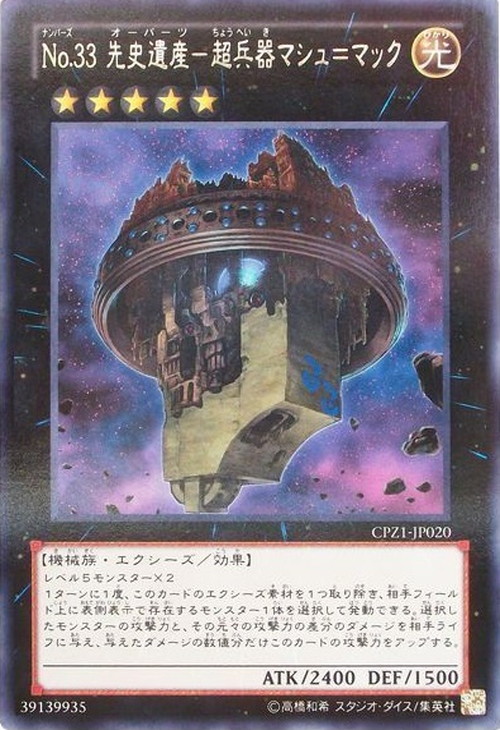 ナンバーズ オーパーツ ちょうへいき
No.33 先史遺産－超兵器マシュ＝マック
ひかり
光
33
CPZ1-JP020
【機械族・エクシーズ／効果】
レベル５モンスター×２
１ターンに１度、このカードのエクシーズ素材を１つ取り除き、相手フィール
ド上に表側表示で存在するモンスター１体を選択して発動できる。選択し
たモンスターの攻撃力と、その元々の攻撃力の差分のダメージを相手ライ
フに与え、与えたダメージの数値分だけこのカードの攻撃力をアップする。
ATK/2400 DEF/1500
39139935
©高橋和希 スタジオ・ダイス/集英社